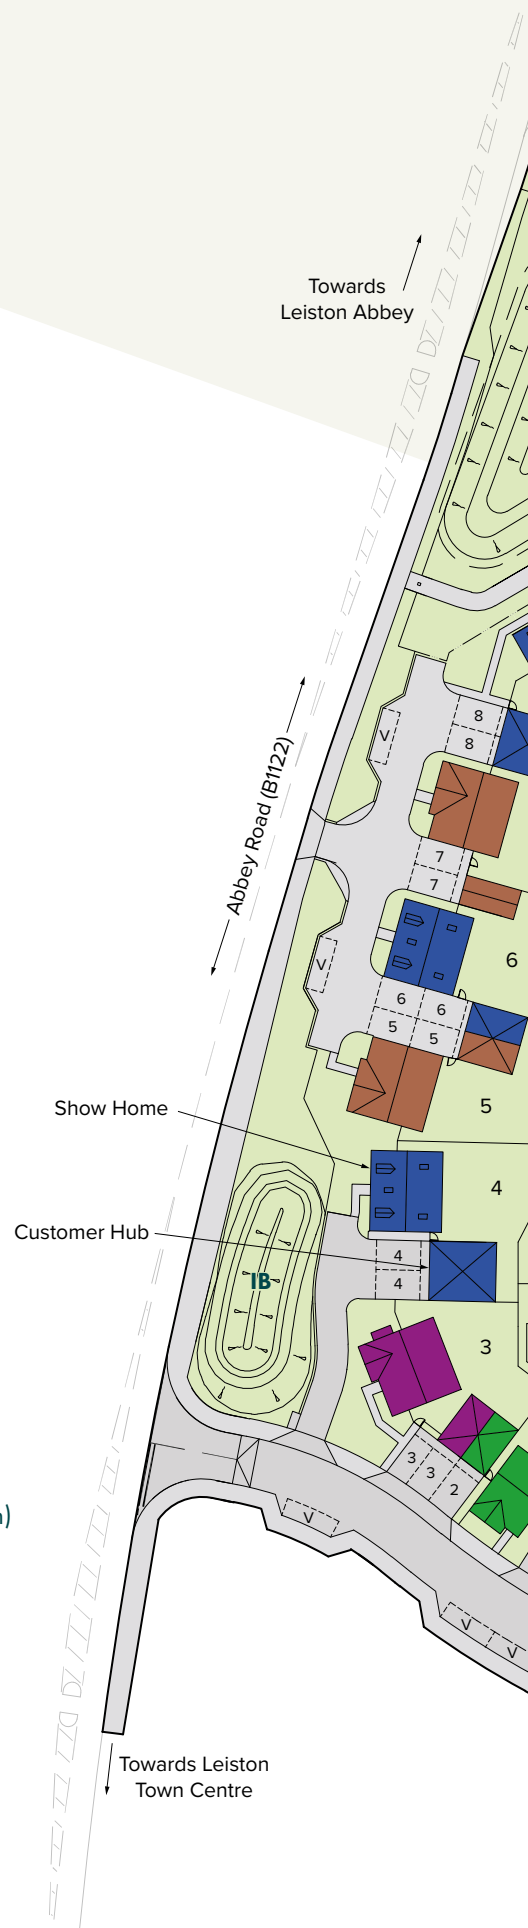 Towards
Leiston Abbey
8
8
V
Abbey Road (B1122)
7
7
6
V
6
6
5
5
5
Show Home
4
Customer Hub
4
4
IB
3
3
3
2
)
V
V
V
Towards Leiston
Town Centre